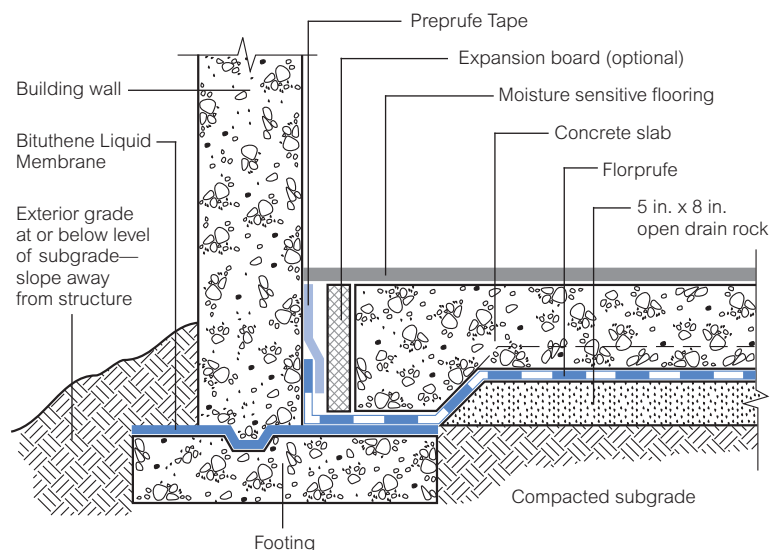 Preprufe Tape
Expansion board (optional)
Building wall
Moisture sensitive flooring
Bituthene Liquid
Membrane
Concrete slab
Florprufe
Exterior grade
at or below level
of subgrade—
slope away
from structure
5 in. x 8 in.
open drain rock
Compacted subgrade
Footing